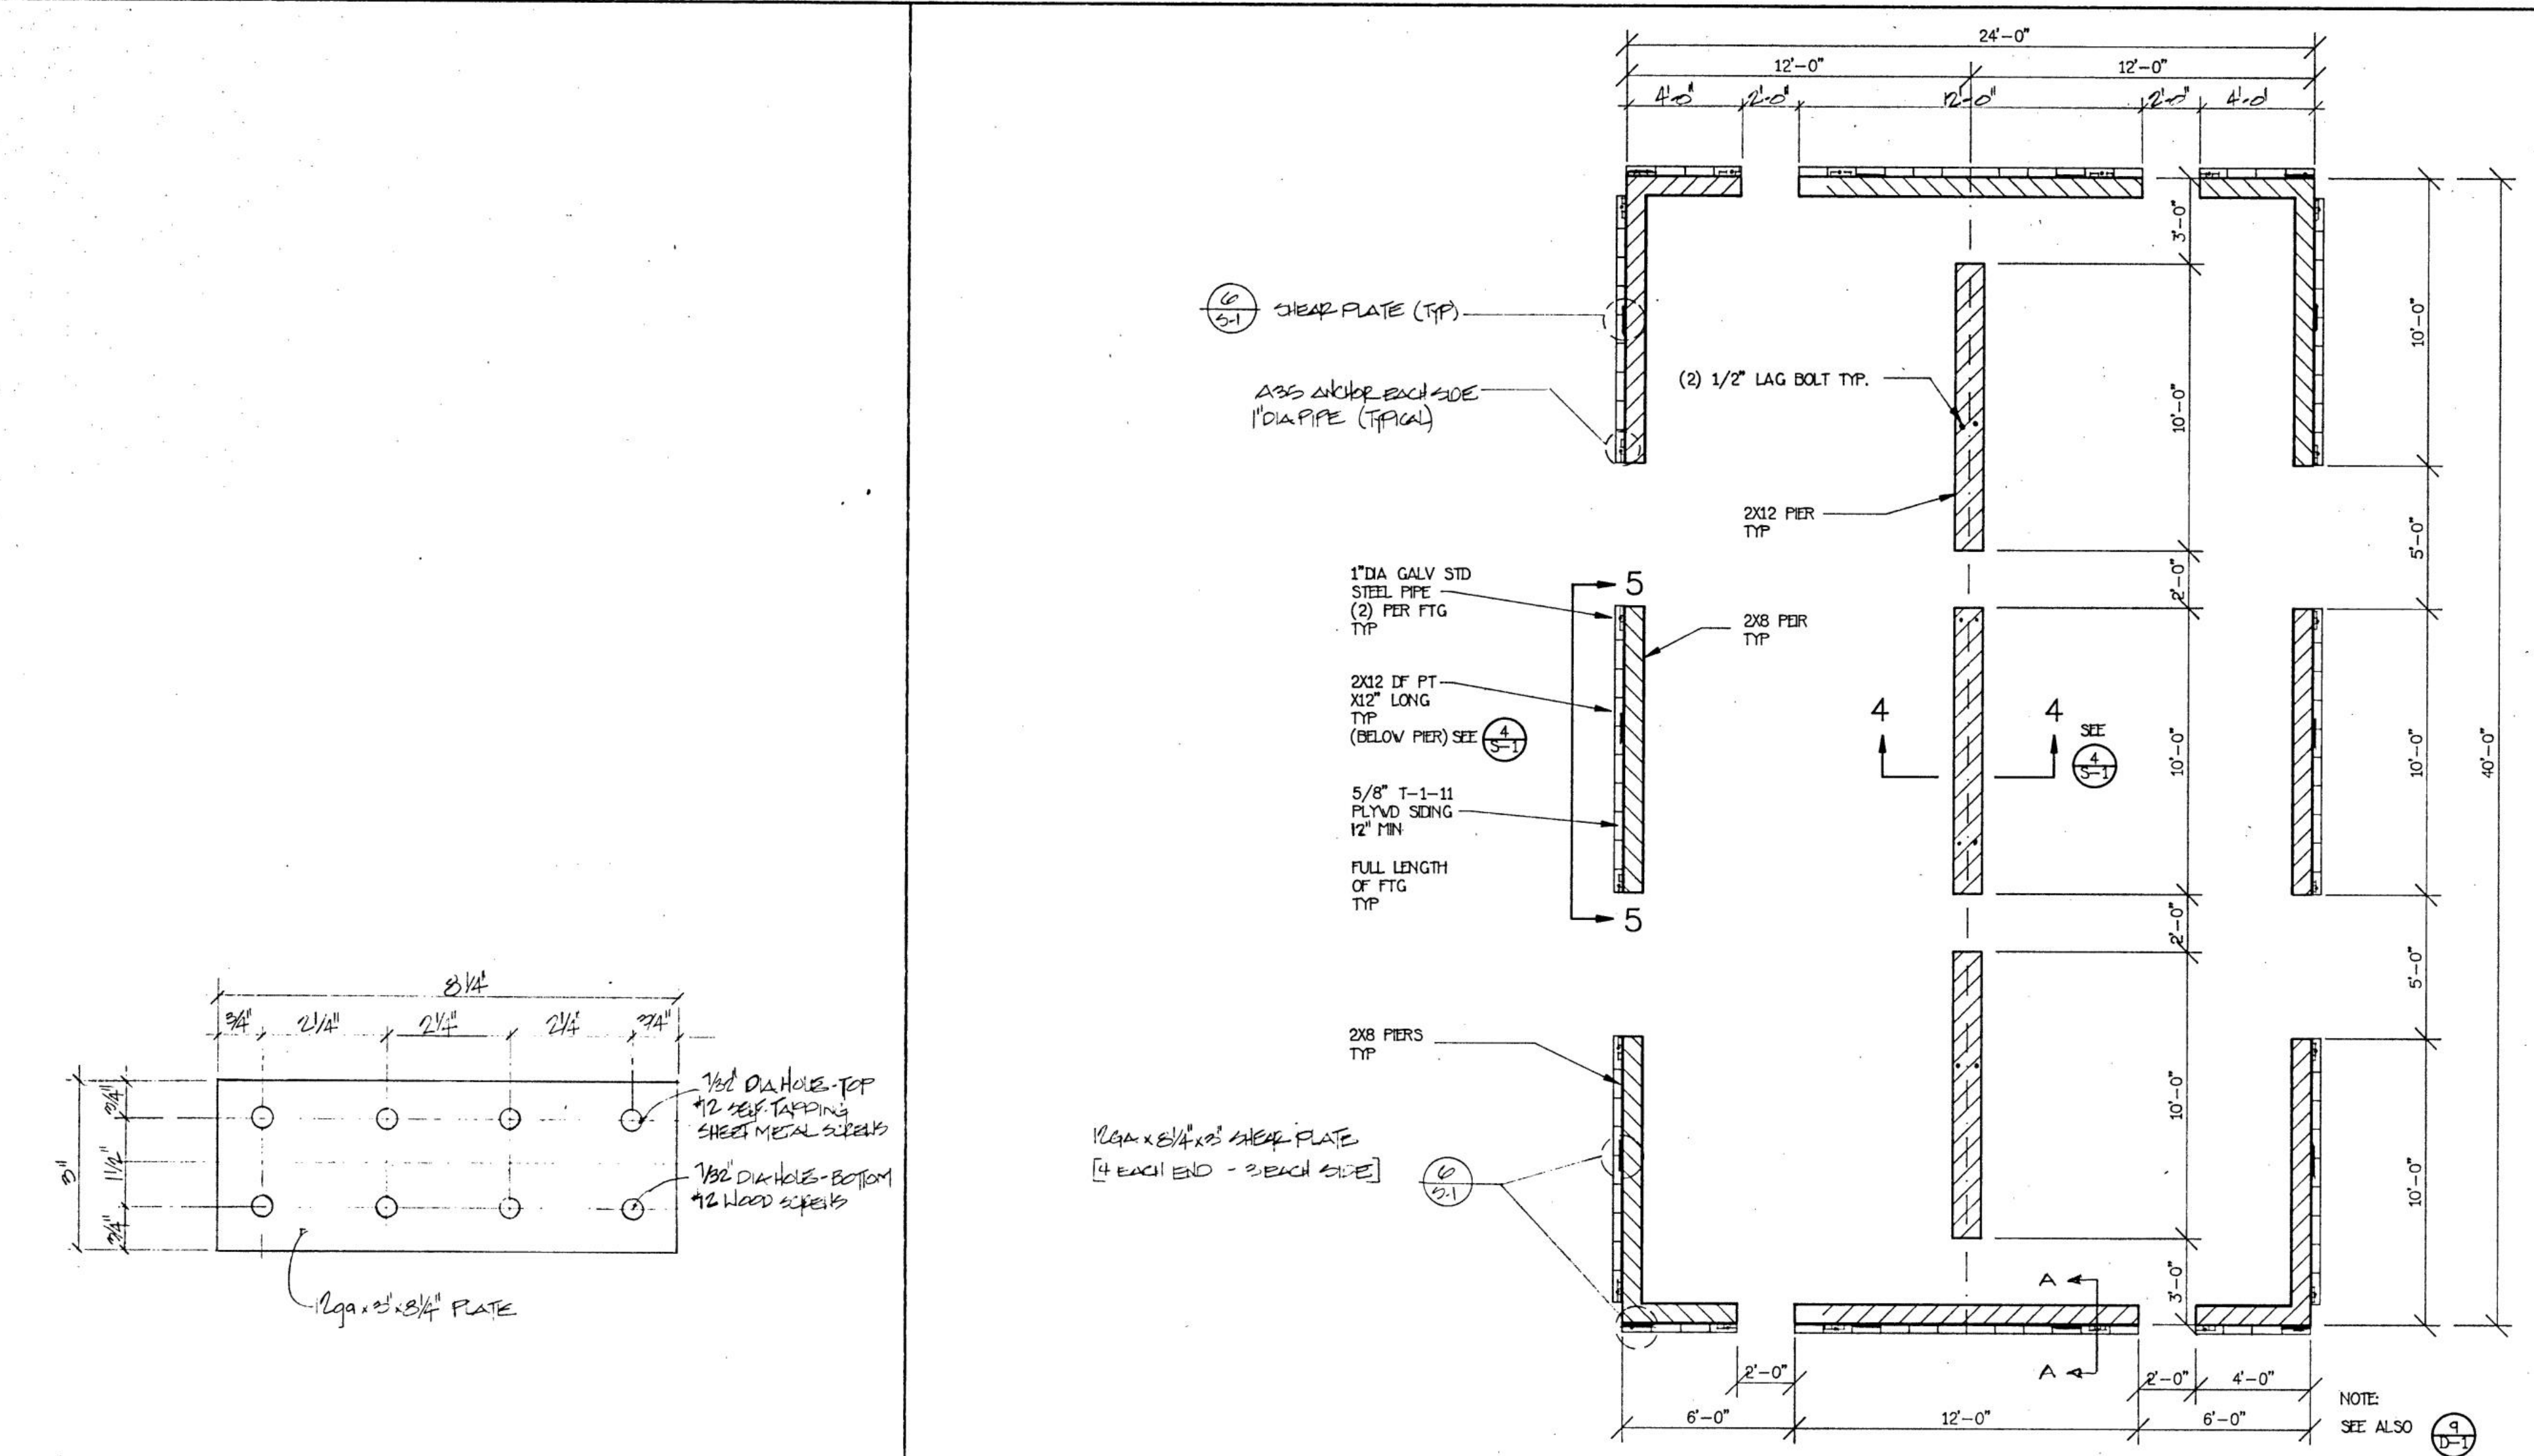 8 1/4"
3/4"
2 1/4"
2 1/4"
2 1/4"
3/4"
3"
3/4"
1 1/2"
3/4"
7/32" DIA HOLE-TOP
#12 SELF-TAPPING
SHEET METAL SCREWS
7/32" DIA HOLE-BOTTOM
#12 WOOD SCREWS
12ga x 3" x 8 1/4" PLATE
24'-0"
12'-0"
12'-0"
4'-0"
2'-0"
12'-0"
2'-0"
4'-0"
6
S-1
SHEAR PLATE (TYP)
A35 ANCHOR EACH SIDE
1" DIA PIPE (TYPICAL)
(2) 1/2" LAG BOLT TYP.
2X12 PIER
TYP
1"DIA GALV STD
STEEL PIPE
(2) PER FTG
TYP
2X8 PEIR
TYP
2X12 DF PT
X12" LONG
TYP
(BELOW PIER) SEE
4
S-1
5/8" T-1-11
PLYWD SIDING
12" MIN
FULL LENGTH
OF FTG
TYP
5
5
4
4
SEE
4
S-1
2X8 PIERS
TYP
12GA x 8 1/4" x 3" SHEAR PLATE
[4 EACH END - 3 EACH SIDE]
6
S-1
3'-0"
10'-0"
2'-0"
10'-0"
2'-0"
10'-0"
3'-0"
10'-0"
5'-0"
10'-0"
5'-0"
10'-0"
40'-0"
A
A
2'-0"
2'-0"
4'-0"
6'-0"
12'-0"
6'-0"
NOTE:
SEE ALSO
9
D-1